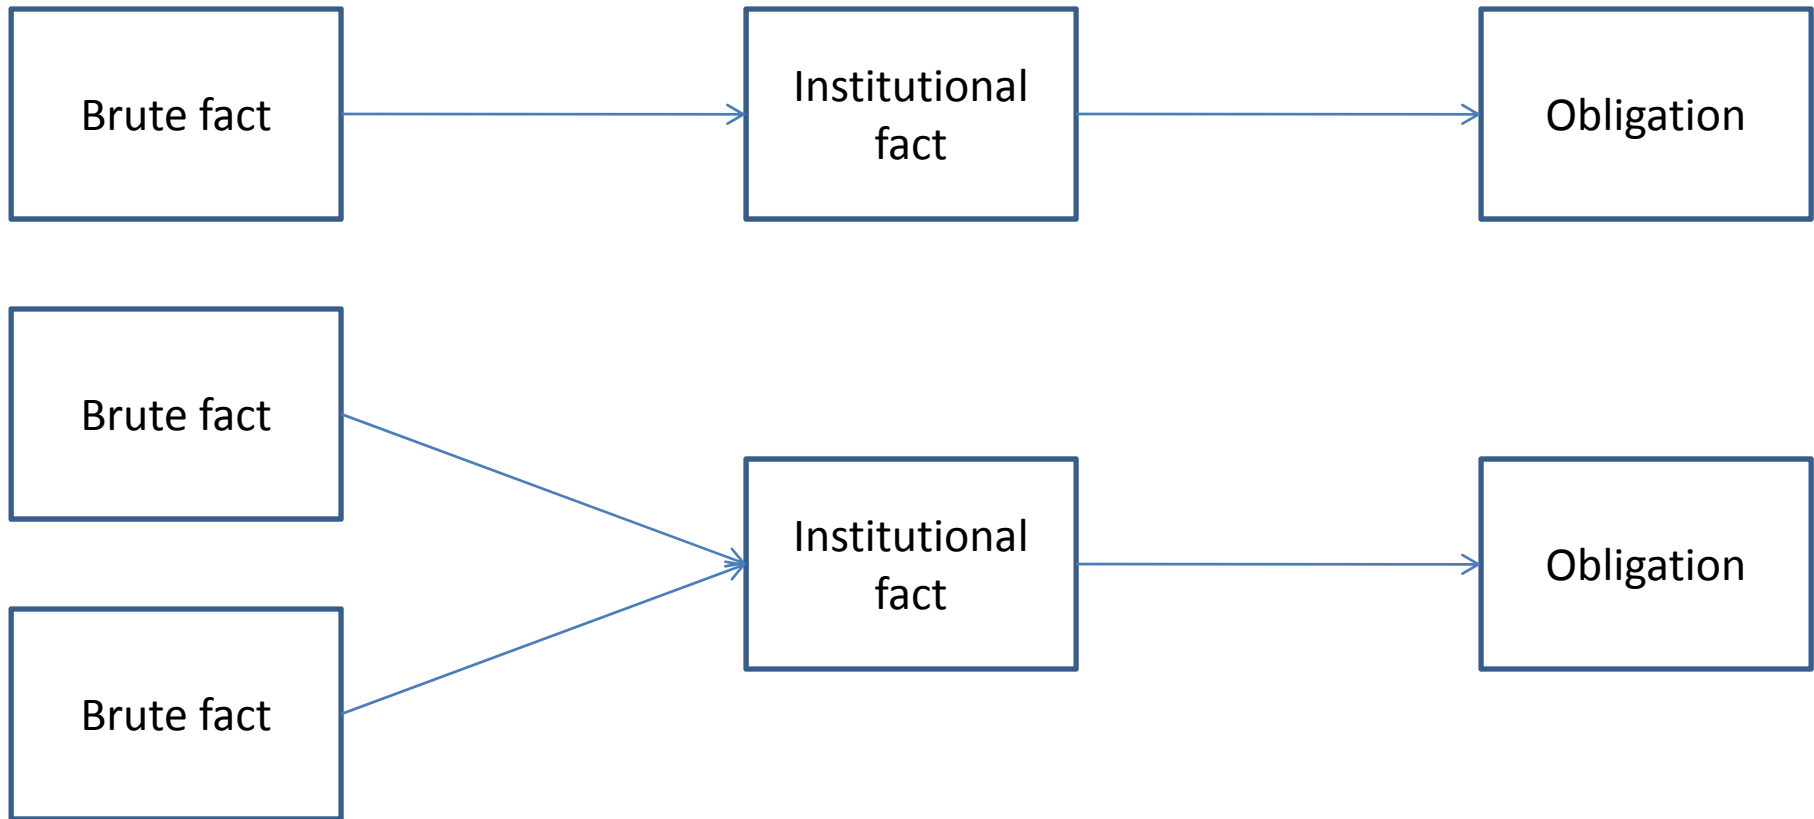 Brute fact
Institutional
fact
Obligation
Brute fact
Institutional
fact
Obligation
Brute fact